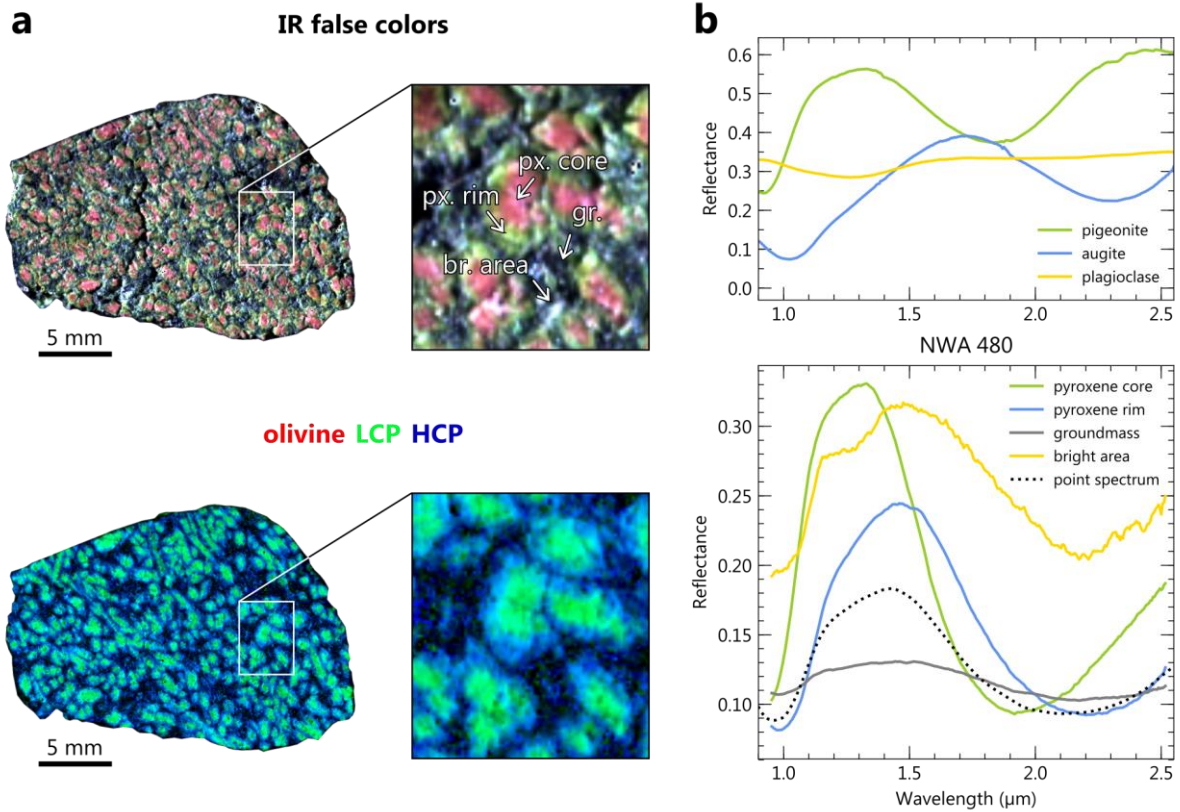 a
IR false colors
px. core
px. rim
gr.
br. area
5 mm
olivine LCP HCP
5 mm
b
0.6
0.5
0.4
0.3
0.2
0.1
0.0
Reflectance
pigeonite
augite
plagioclase
1.0 1.5 2.0 2.5
NWA 480
0.30
0.25
0.20
0.15
0.10
Reflectance
pyroxene core
pyroxene rim
groundmass
bright area
point spectrum
1.0 1.5 2.0 2.5
Wavelength (μm)